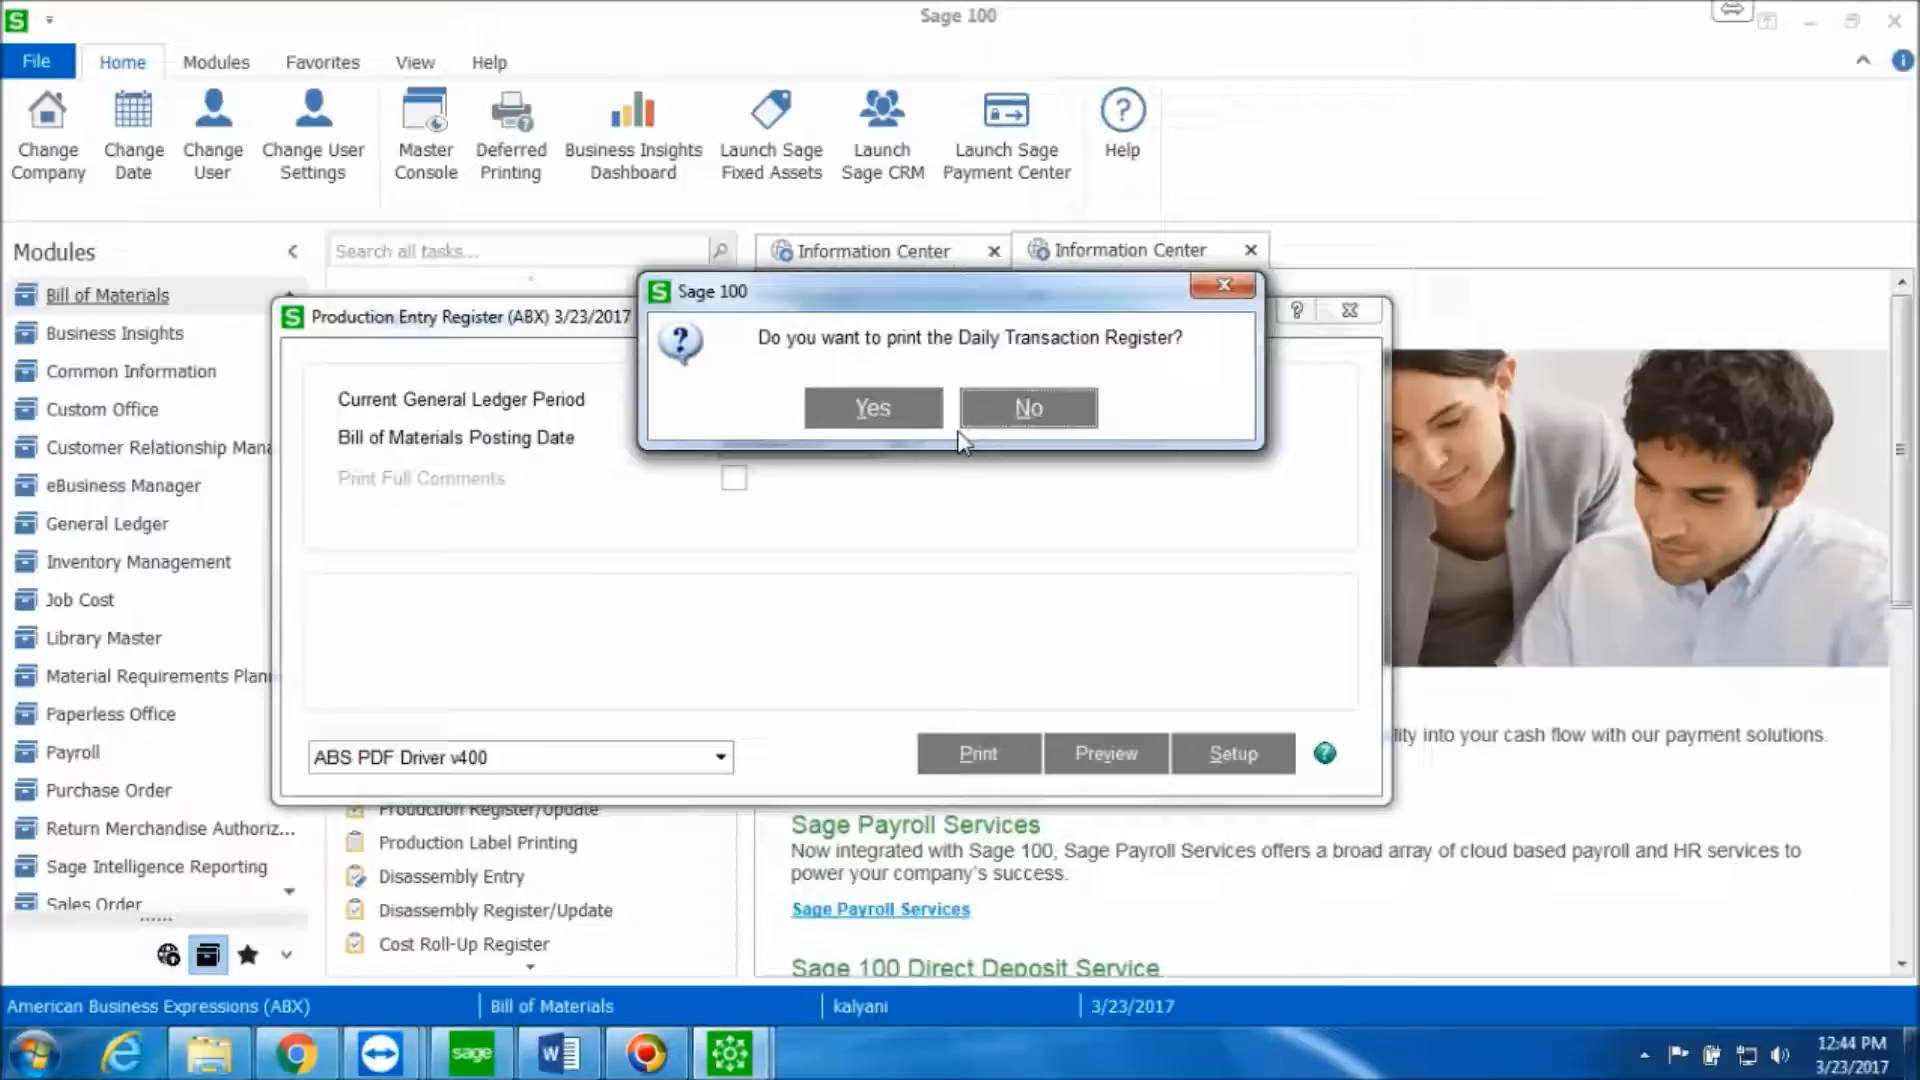 Sage 100
File
Home
Modules
Favorites
View
Help
Change
Company
Change
Date
Change
User
Change User
Settings
Master
Console
Deferred
Printing
Business Insights
Dashboard
Launch Sage
Fixed Assets
Launch
Sage CRM
Launch Sage
Payment Center
Help
Modules
Search all tasks...
Information Center
Information Center
Bill of Materials
Business Insights
Common Information
Custom Office
Customer Relationship Mana
eBusiness Manager
General Ledger
Inventory Management
Job Cost
Library Master
Material Requirements Plan
Paperless Office
Payroll
Purchase Order
Return Merchandise Authoriz...
Sage Intelligence Reporting
Sales Order
Production Entry Register (ABX) 3/23/2017
Sage 100
Do you want to print the Daily Transaction Register?
Yes
No
Current General Ledger Period
Bill of Materials Posting Date
Print Full Comments
ABS PDF Driver v400
Print
Preview
Setup
Production Register/Update
Production Label Printing
Disassembly Entry
Disassembly Register/Update
Cost Roll-Up Register
lity into your cash flow with our payment solutions.
Sage Payroll Services
Now integrated with Sage 100, Sage Payroll Services offers a broad array of cloud based payroll and HR services to
power your company's success.
Sage Payroll Services
Sage 100 Direct Deposit Service
American Business Expressions (ABX)
Bill of Materials
kalyani
3/23/2017
sage
12:44 PM
3/23/2017